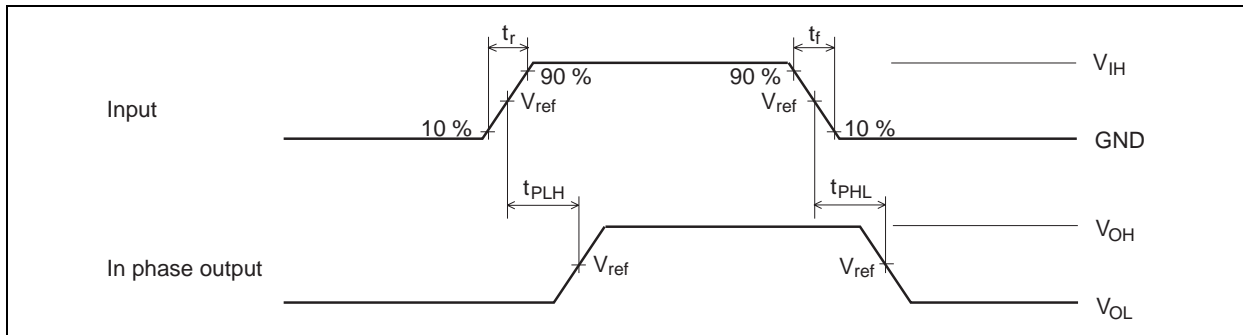 tr
tf
90 %
90 %
VIH
Input
Vref
Vref
10 %
10 %
GND
tPLH
tPHL
VOH
In phase output
Vref
Vref
VOL